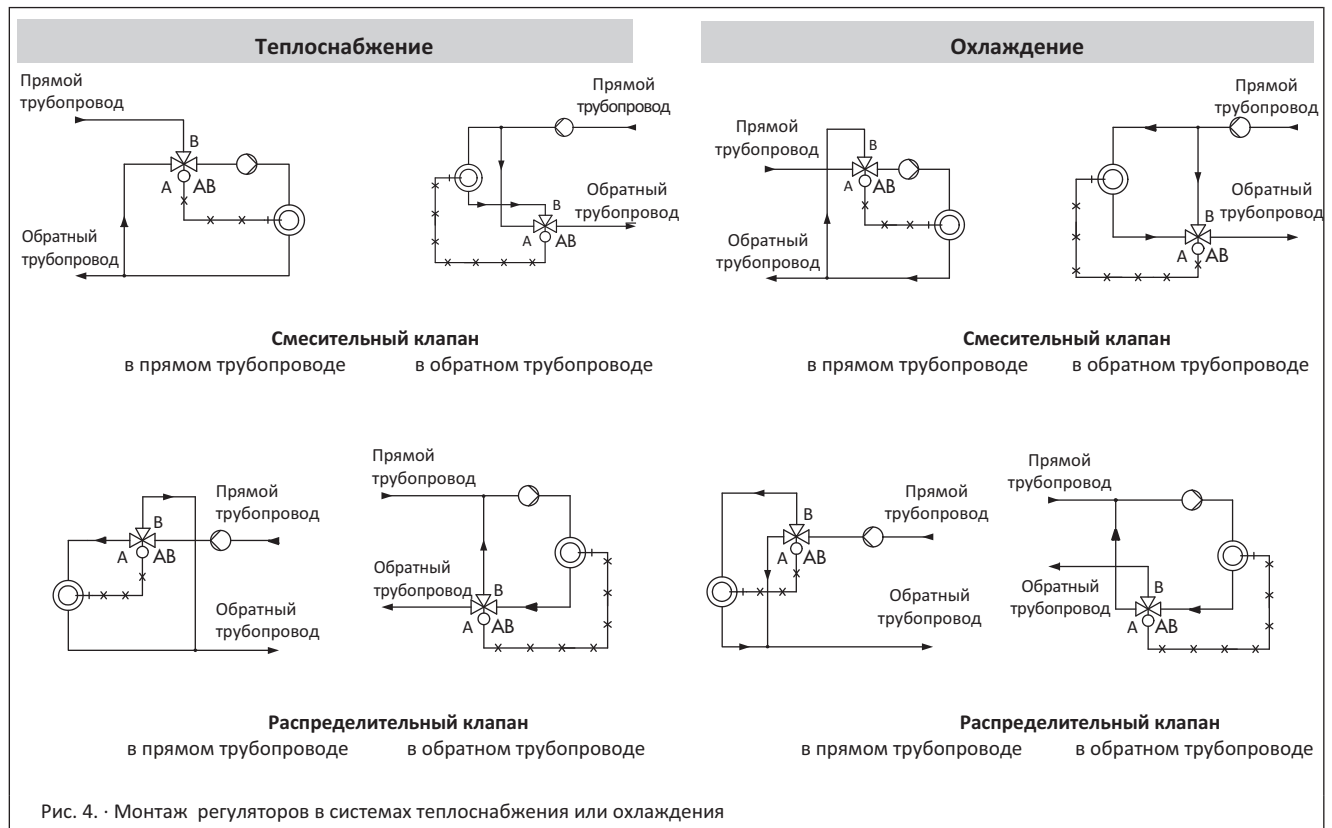 Теплоснабжение
Охлаждение
Прямой
трубопровод
B
A
AB
Обратный
трубопровод
Прямой
трубопровод
Обратный
трубопровод
B
A
AB
Прямой
трубопровод
B
A
AB
Обратный
трубопровод
Прямой
трубопровод
Обратный
трубопровод
B
A
AB
Смесительный клапан
в прямом трубопроводе
в обратном трубопроводе
Смесительный клапан
в прямом трубопроводе
в обратном трубопроводе
Прямой
трубопровод
B
A
AB
Обратный
трубопровод
Прямой
трубопровод
Обратный
трубопровод
B
A
AB
Прямой
трубопровод
B
A
AB
Обратный
трубопровод
Прямой
трубопровод
Обратный
трубопровод
B
A
AB
Распределительный клапан
в прямом трубопроводе
в обратном трубопроводе
Распределительный клапан
в прямом трубопроводе
в обратном трубопроводе
Рис. 4. · Монтаж регуляторов в системах теплоснабжения или охлаждения